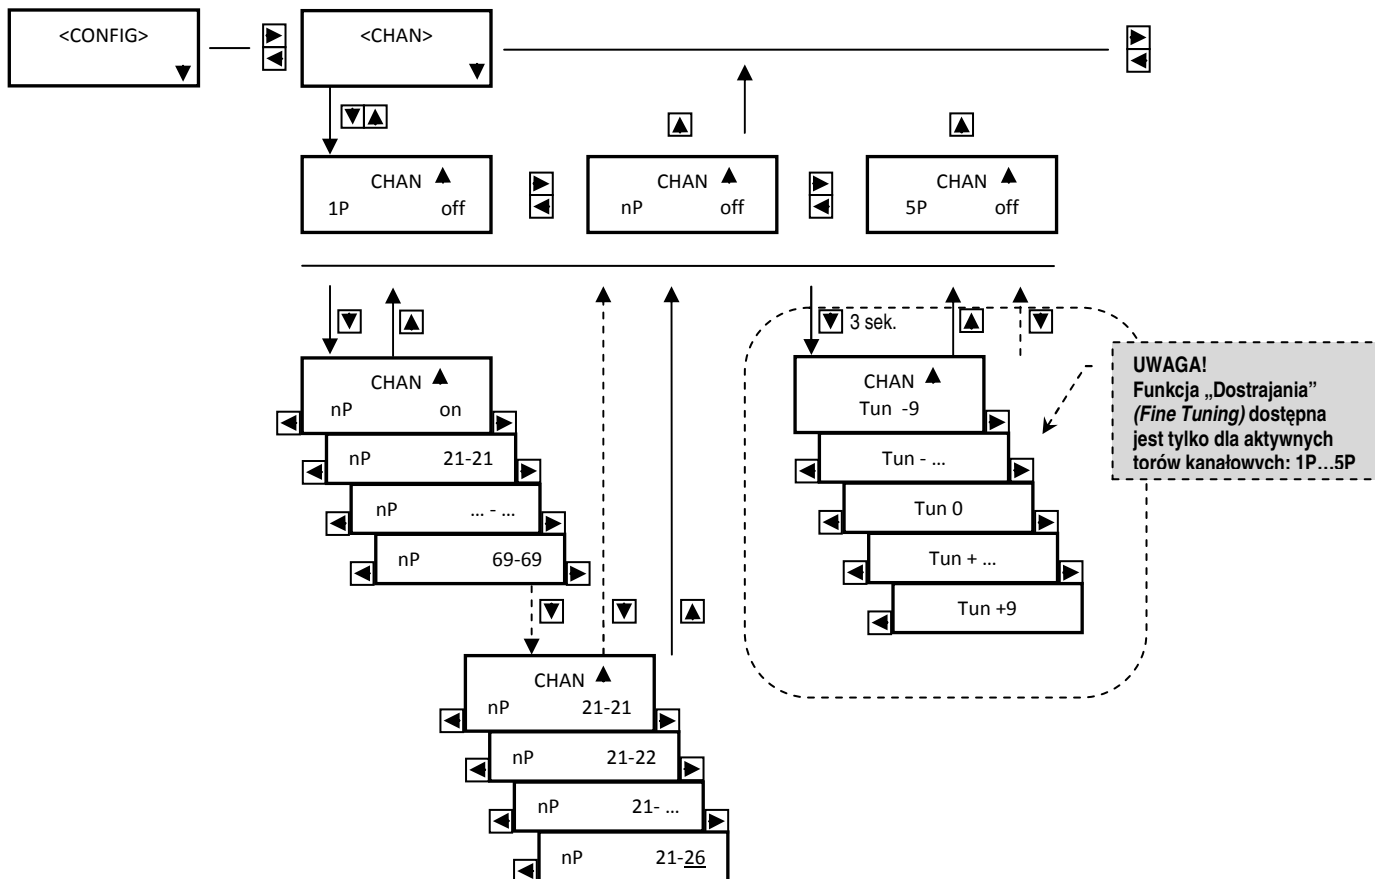 <CONFIG>
<CHAN>
CHAN
1P off
CHAN
nP off
CHAN
5P off
3 sek.
CHAN
nP on
nP 21-21
nP ... - ...
nP 69-69
CHAN
Tun -9
Tun - ...
Tun 0
Tun + ...
Tun +9
UWAGA!
Funkcja „Dostrajania”
(Fine Tuning) dostępna
jest tylko dla aktywnych
torów kanałowych: 1P...5P
CHAN
nP 21-21
nP 21-22
nP 21- ...
nP 21-26